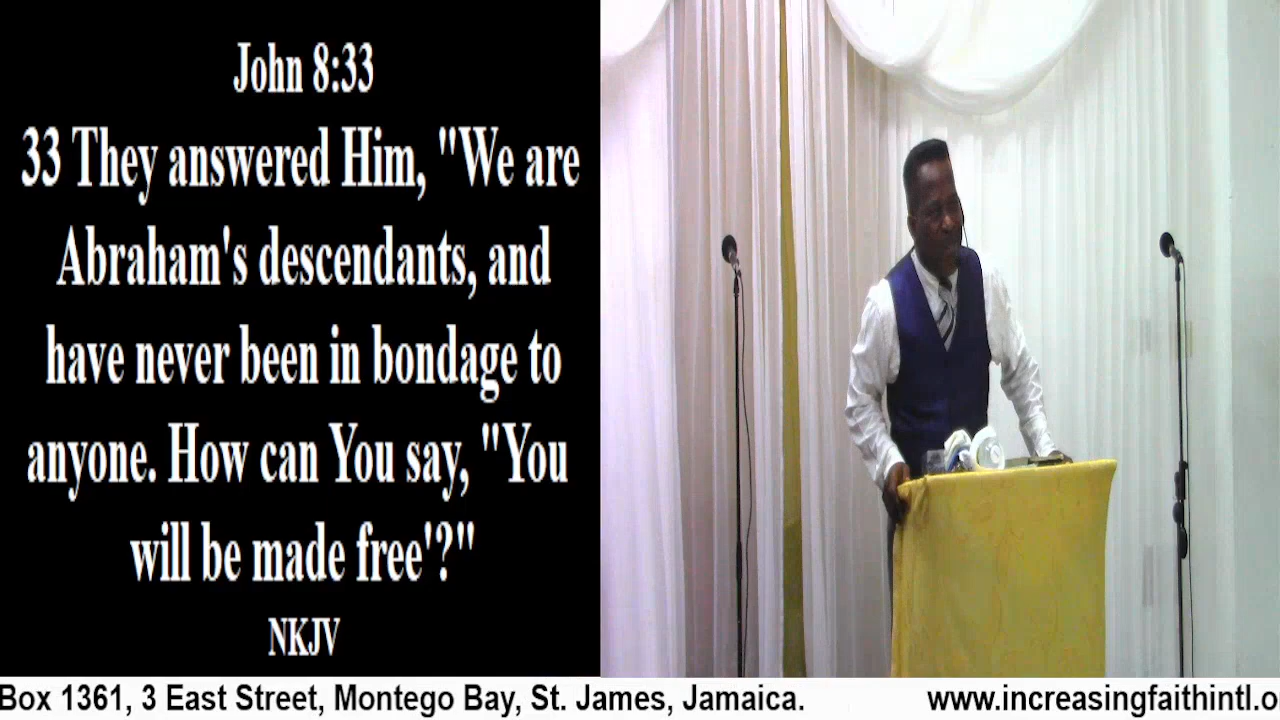 John 8:33
33 They answered Him, "We are
Abraham's descendants, and
have never been in bondage to
anyone. How can You say, "You
will be made free'?"
NKJV
Box 1361, 3 East Street, Montego Bay, St. James, Jamaica. www.increasingfaithintl.o